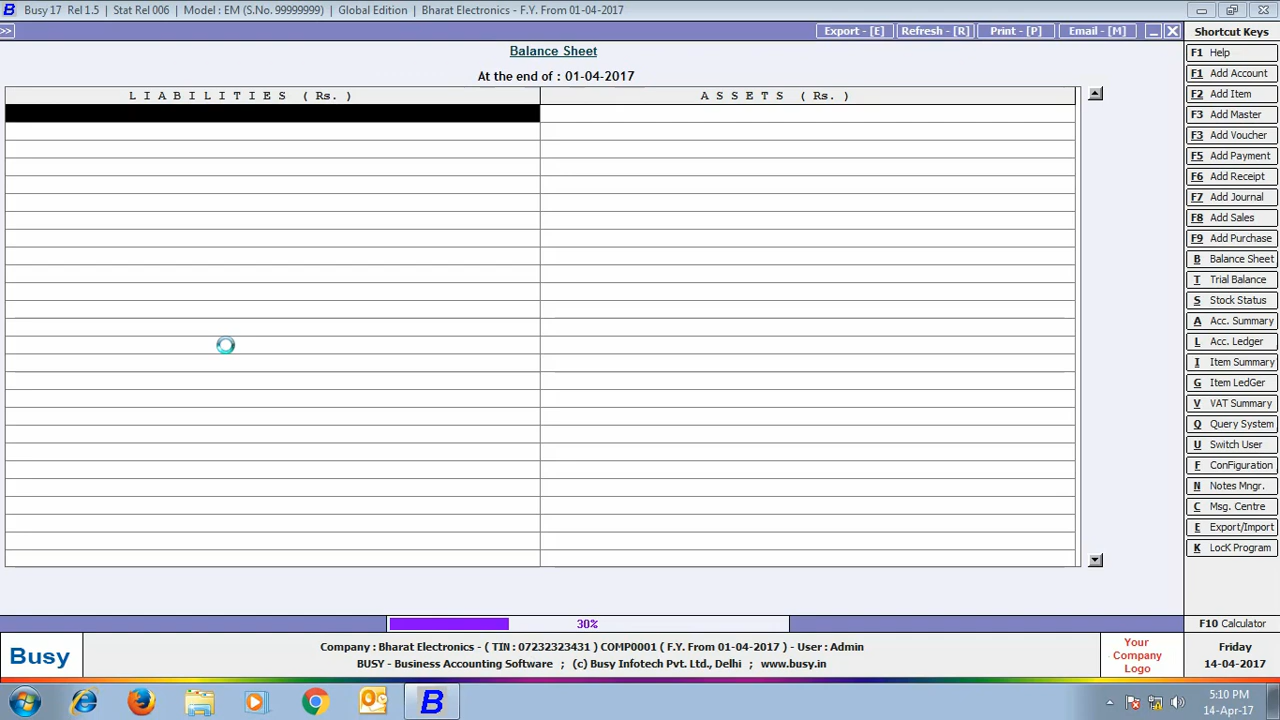 Busy 17 Rel 1.5 | Stat Rel 006 | Model : EM (S.No. 99999999) | Global Edition | Bharat Electronics - F.Y. From 01-04-2017
>> Export - [E] Refresh - [R] Print - [P] Email - [M]
Balance Sheet
At the end of : 01-04-2017
LIABILITIES (Rs.) ASSETS (Rs.)
Shortcut Keys
F1 Help
F1 Add Account
F2 Add Item
F3 Add Master
F3 Add Voucher
F5 Add Payment
F6 Add Receipt
F7 Add Journal
F8 Add Sales
F9 Add Purchase
B Balance Sheet
T Trial Balance
S Stock Status
A Acc. Summary
L Acc. Ledger
I Item Summary
G Item LedGer
V VAT Summary
Q Query System
U Switch User
F ConFiguration
N Notes Mngr.
C Msg. Centre
E Export/Import
K LocK Program
30%
F10 Calculator
Busy
Company : Bharat Electronics - ( TIN : 07232323431 ) COMP0001 ( F.Y. From 01-04-2017 ) - User : Admin
BUSY - Business Accounting Software ; (c) Busy Infotech Pvt. Ltd., Delhi ; www.busy.in
Your
Company
Logo
Friday
14-04-2017
5:10 PM
14-Apr-17